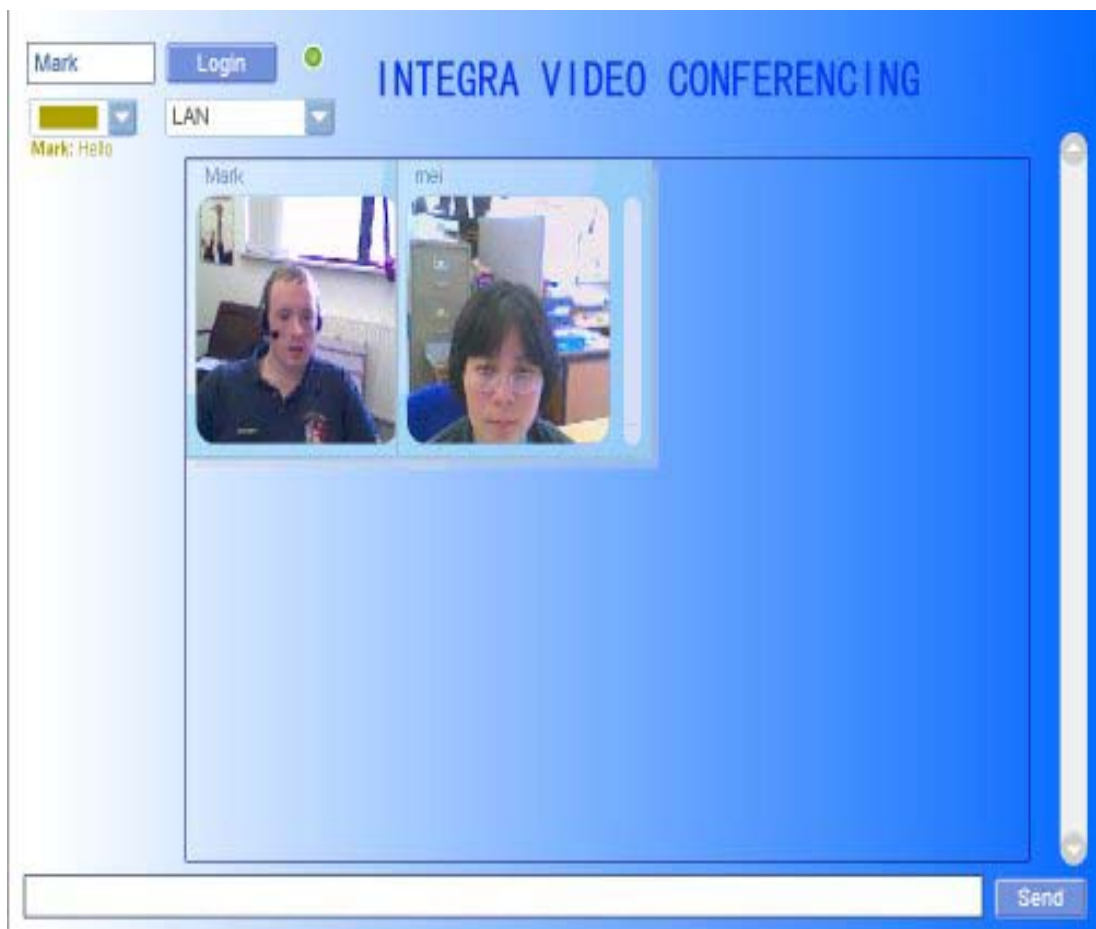 Mark
Login
INTEGRA VIDEO CONFERENCING
LAN
Mark: Hello
Mark
mei
Send